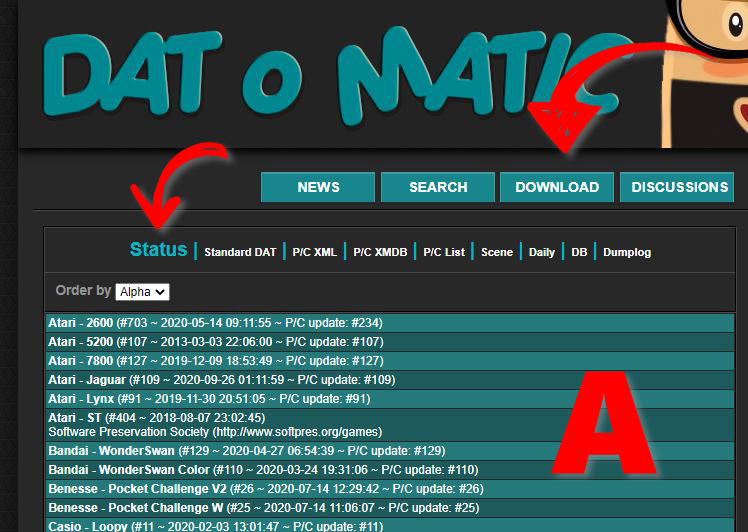 DAT o MATIC
NEWS SEARCH DOWNLOAD DISCUSSIONS
Status | Standard DAT | P/C XML | P/C XMDB | P/C List | Scene | Daily | DB | Dumplog
Order by Alpha
Atari - 2600 (#703 ~ 2020-05-14 09:11:55 ~ P/C update: #234)
Atari - 5200 (#107 ~ 2013-03-03 22:06:00 ~ P/C update: #107)
Atari - 7800 (#127 ~ 2019-12-09 18:53:49 ~ P/C update: #127)
Atari - Jaguar (#109 ~ 2020-09-26 01:11:59 ~ P/C update: #109)
Atari - Lynx (#91 ~ 2019-11-30 20:51:05 ~ P/C update: #91)
Atari - ST (#404 ~ 2018-08-07 23:02:45)
Software Preservation Society (http://www.softpres.org/games)
Bandai - WonderSwan (#129 ~ 2020-04-27 06:54:39 ~ P/C update: #129)
Bandai - WonderSwan Color (#110 ~ 2020-03-24 19:31:06 ~ P/C update: #110)
Benesse - Pocket Challenge V2 (#26 ~ 2020-07-14 12:29:42 ~ P/C update: #26)
Benesse - Pocket Challenge W (#25 ~ 2020-07-14 11:06:07 ~ P/C update: #25)
Casio - Loopy (#11 ~ 2020-02-03 13:01:47 ~ P/C update: #11)
A